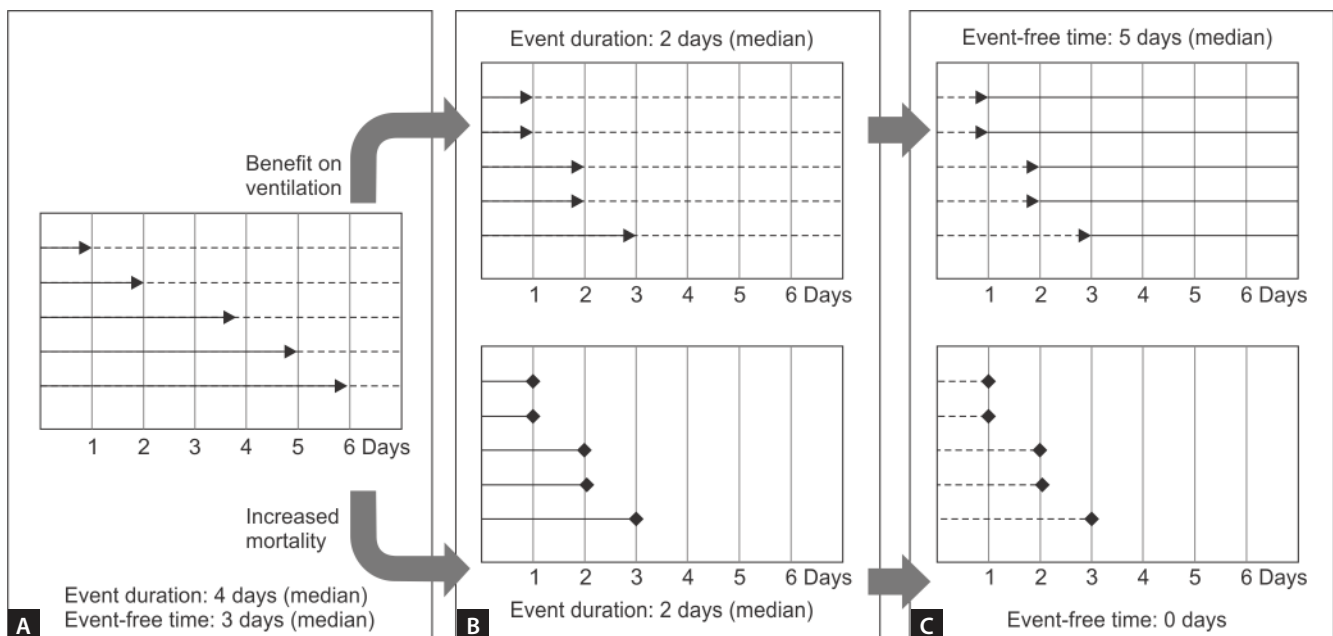 Benefit on
ventilation
1 2 3 4 5 6 Days
Increased
mortality
Event duration: 4 days (median)
Event-free time: 3 days (median)
A
Event duration: 2 days (median)
1 2 3 4 5 6 Days
1 2 3 4 5 6 Days
Event duration: 2 days (median)
B
Event-free time: 5 days (median)
1 2 3 4 5 6 Days
1 2 3 4 5 6 Days
Event-free time: 0 days
C